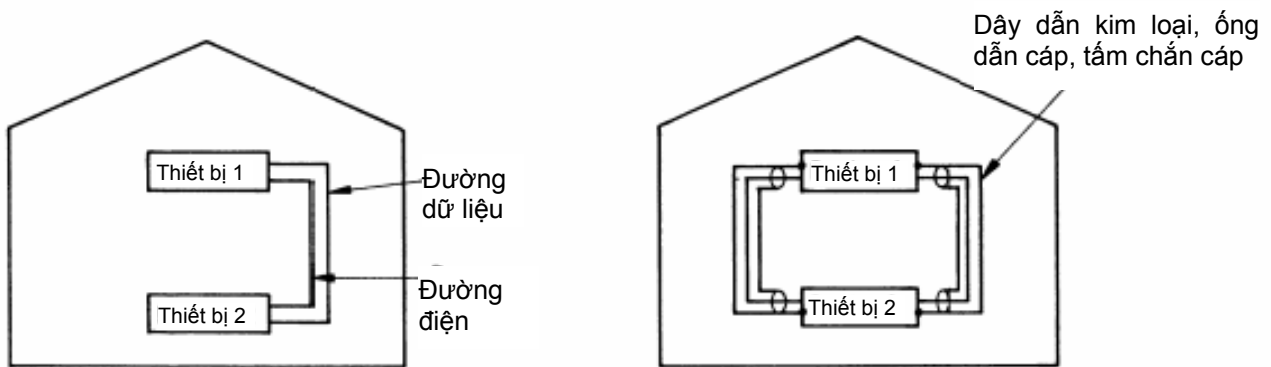 Thiết bị 1
Đường
dữ liệu
Thiết bị 2
Đường
điện
Dây dẫn kim loại, ống
dẫn cáp, tấm chắn cáp
Thiết bị 1
Thiết bị 2